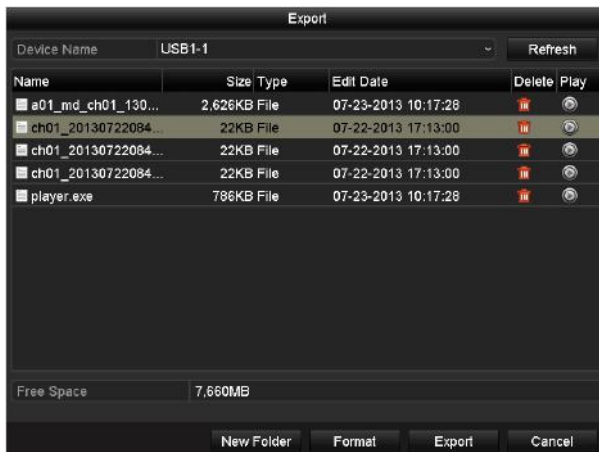 Export
Device Name USB1-1 Refresh
Name Size Type Edit Date Delete Play
a01_md_ch01_130... 2,626KB File 07-23-2013 10:17:28
ch01_20130722084... 22KB File 07-22-2013 17:13:00
ch01_20130722084... 22KB File 07-22-2013 17:13:00
ch01_20130722084... 22KB File 07-22-2013 17:13:00
player.exe 786KB File 07-23-2013 10:17:28
Free Space 7,660MB
New Folder Format Export Cancel